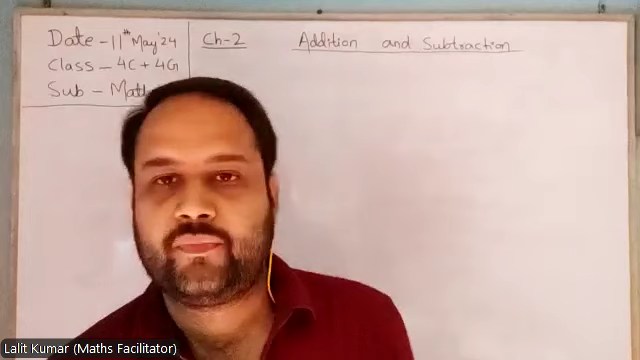 Date - 11th May'24
Class - 4C + 4G
Sub - Math
Ch-2
Addition and Subtraction
Lalit Kumar (Maths Facilitator)